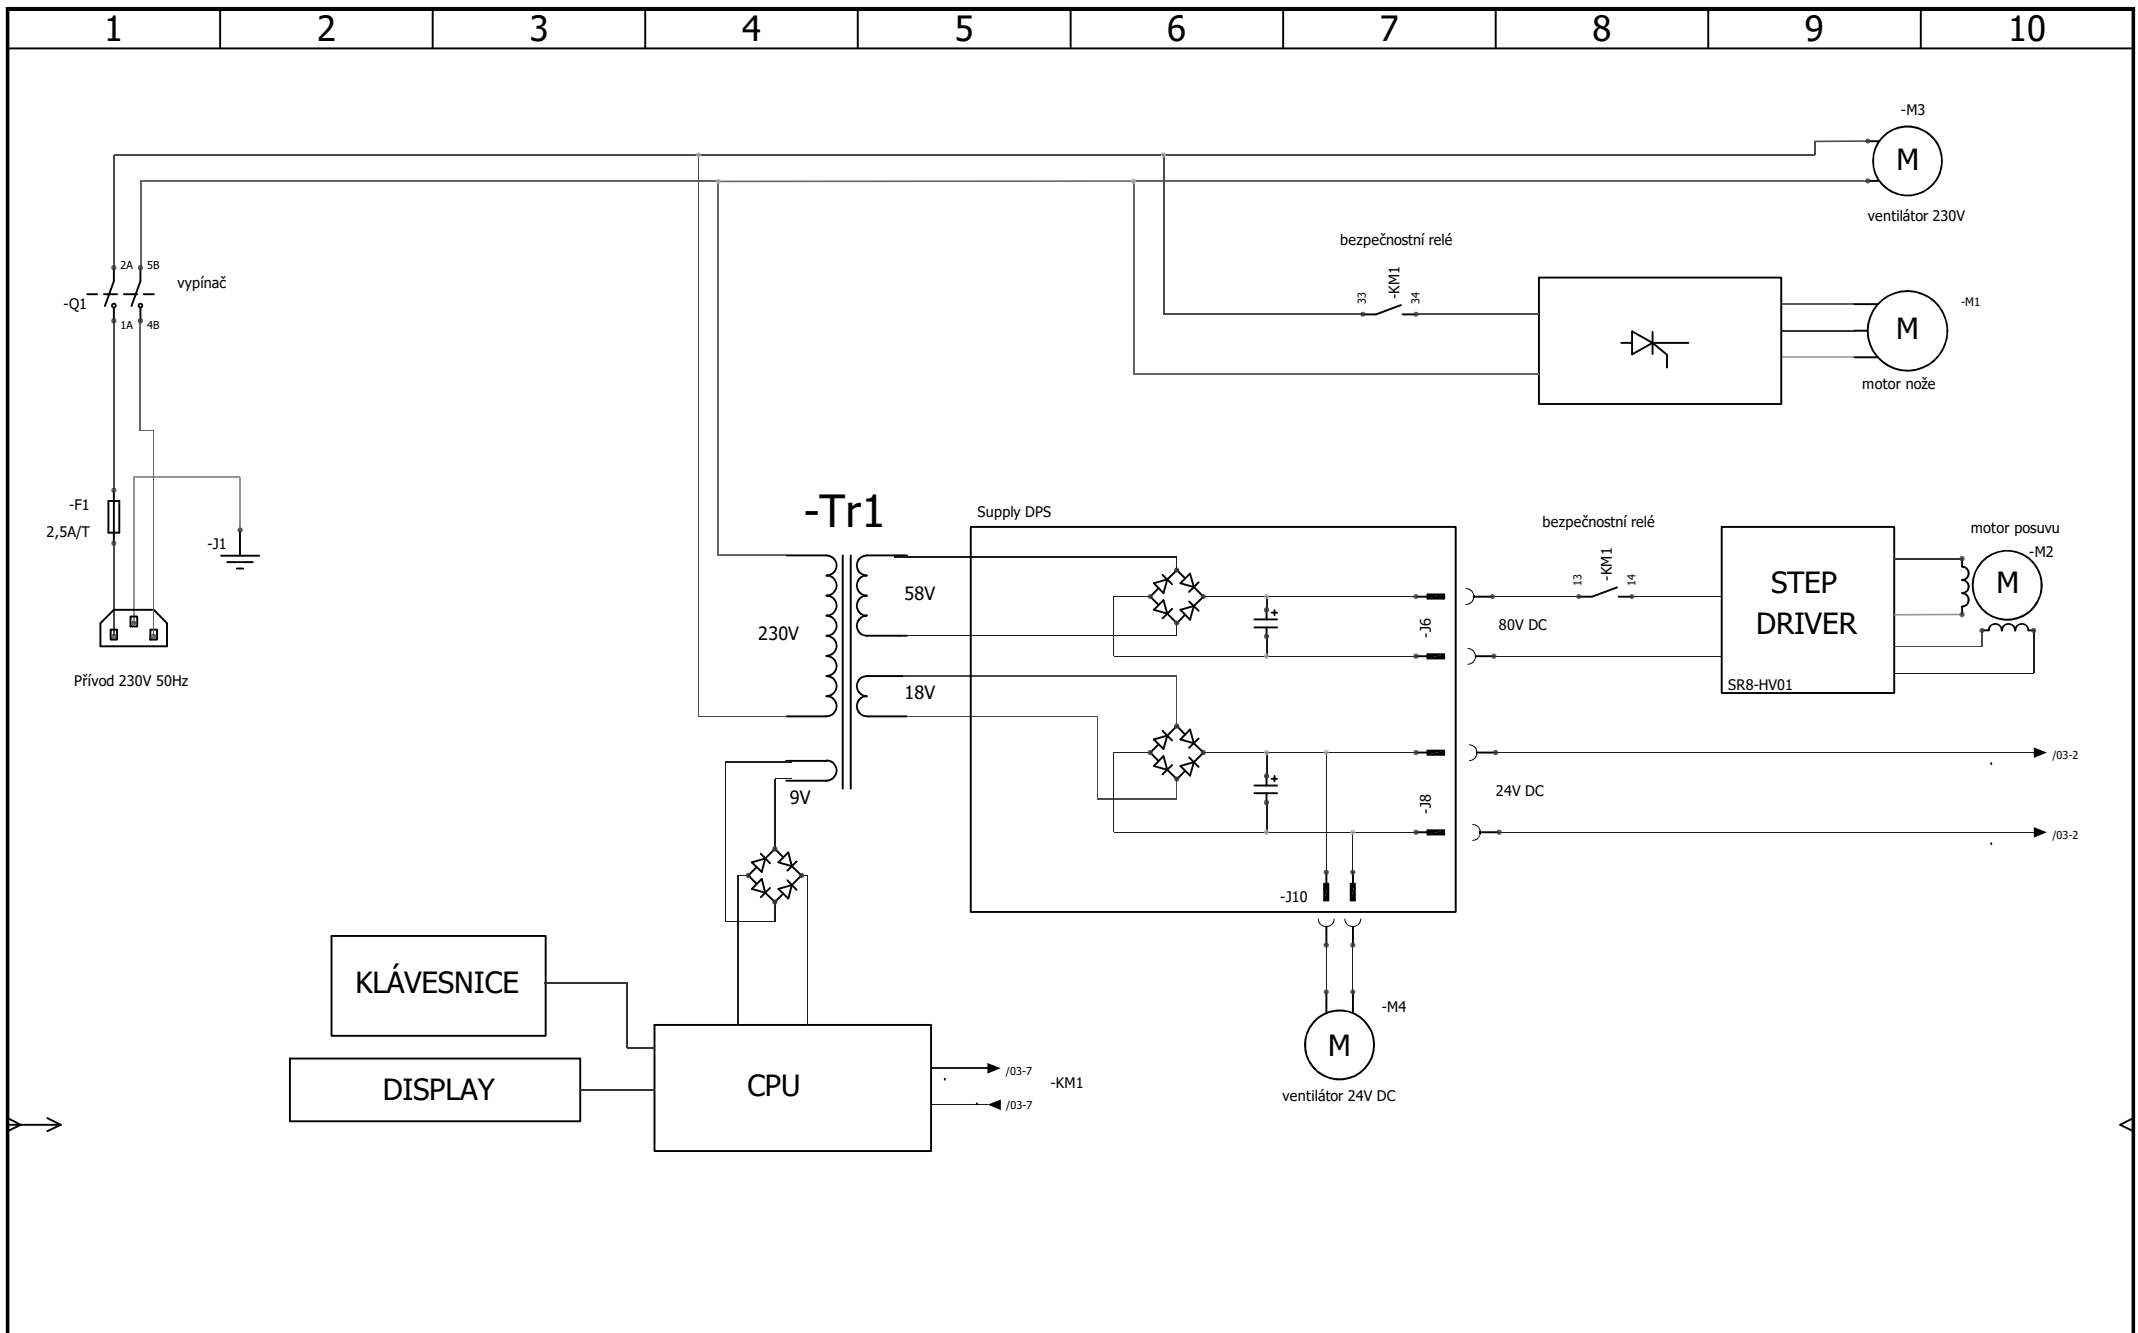 1 2 3 4 5 6 7 8 9 10
-M3
M
ventilátor 230V
bezpečnostní relé
2A 5B
vypínač
-Q1
1A 4B
33 -KM1 34
-M1
M
motor nože
-F1
2,5A/T
-J1
Přívod 230V 50Hz
-Tr1
230V
58V
18V
9V
Supply DPS
-J6
80V DC
bezpečnostní relé
13 -KM1 14
STEP
DRIVER
SR8-HV01
motor posuvu
-M2
M
-J8
24V DC
/03-2
/03-2
-J10
-M4
M
ventilátor 24V DC
KLÁVESNICE
DISPLAY
CPU
/03-7
-KM1
/03-7